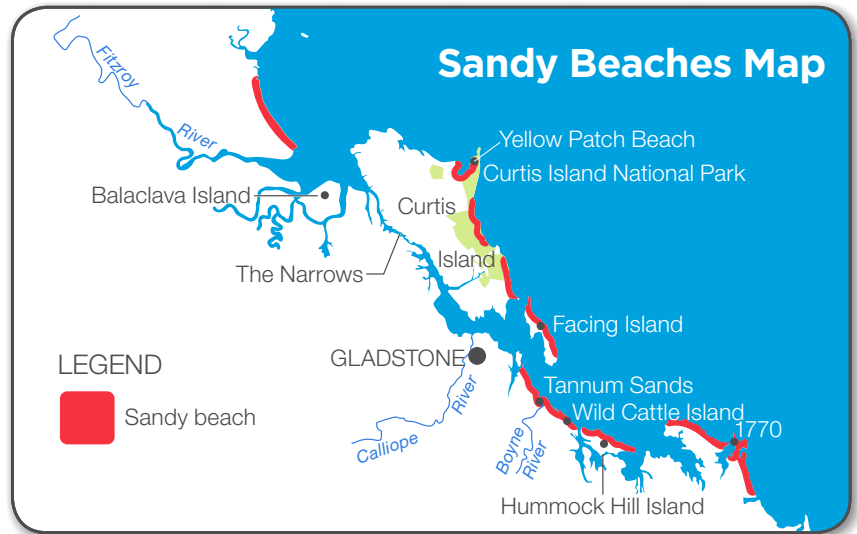 Sandy Beaches Map
Fitzroy
River
Yellow Patch Beach
Curtis Island National Park
Balaclava Island
Curtis
Island
The Narrows
Facing Island
GLADSTONE
LEGEND
Sandy beach
Calliope
River
Boyne
River
Tannum Sands
Wild Cattle Island
1770
Hummock Hill Island